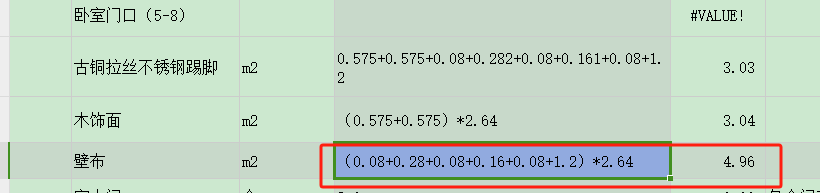 卧室门口（5-8） #VALUE!
古铜拉丝不锈钢踢脚 m2 0.575+0.575+0.08+0.282+0.08+0.161+0.08+1. 3.03
2
木饰面 m2 （0.575+0.575）*2.64 3.04
壁布 m2 （0.08+0.28+0.08+0.16+0.08+1.2）*2.64 4.96